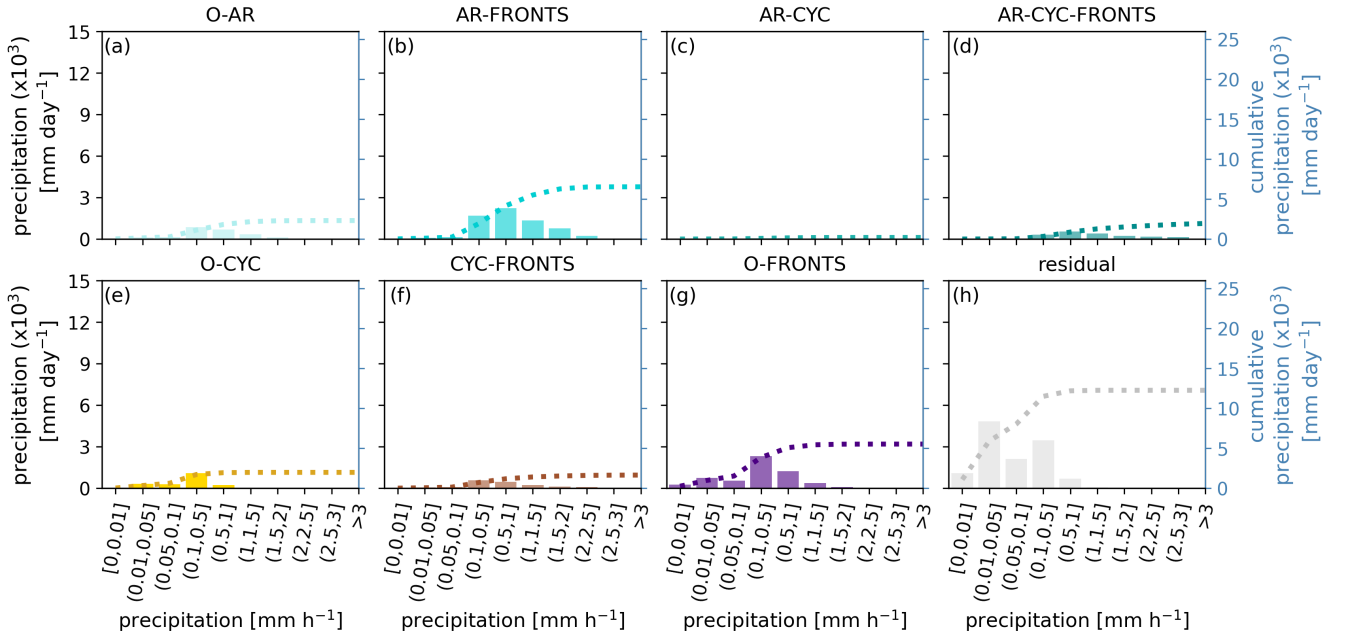 O-AR
AR-FRONTS
AR-CYC
AR-CYC-FRONTS
(a)
(b)
(c)
(d)
precipitation (x10³)
[mm day⁻¹]
15
12
9
6
3
0
25
20
15
10
5
0
cumulative
precipitation (x10³)
[mm day⁻¹]
O-CYC
CYC-FRONTS
O-FRONTS
residual
(e)
(f)
(g)
(h)
precipitation (x10³)
[mm day⁻¹]
15
12
9
6
3
0
25
20
15
10
5
0
cumulative
precipitation (x10³)
[mm day⁻¹]
[0,0.01]
(0.01,0.05]
(0.05,0.1]
(0.1,0.5]
(0.5,1]
(1,1.5]
(1.5,2]
(2,2.5]
(2.5,3]
>3
[0,0.01]
(0.01,0.05]
(0.05,0.1]
(0.1,0.5]
(0.5,1]
(1,1.5]
(1.5,2]
(2,2.5]
(2.5,3]
>3
[0,0.01]
(0.01,0.05]
(0.05,0.1]
(0.1,0.5]
(0.5,1]
(1,1.5]
(1.5,2]
(2,2.5]
(2.5,3]
>3
[0,0.01]
(0.01,0.05]
(0.05,0.1]
(0.1,0.5]
(0.5,1]
(1,1.5]
(1.5,2]
(2,2.5]
(2.5,3]
>3
precipitation [mm h⁻¹]
precipitation [mm h⁻¹]
precipitation [mm h⁻¹]
precipitation [mm h⁻¹]